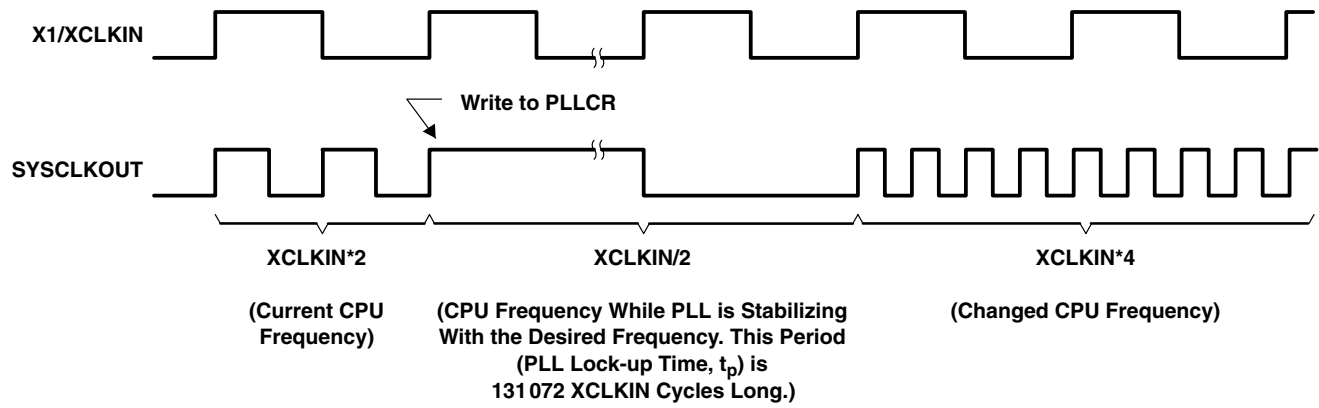 X1/XCLKIN
Write to PLLCR
SYSCLKOUT
XCLKIN*2
(Current CPU
Frequency)
XCLKIN/2
(CPU Frequency While PLL is Stabilizing
With the Desired Frequency. This Period
(PLL Lock-up Time, tp) is
131072 XCLKIN Cycles Long.)
XCLKIN*4
(Changed CPU Frequency)